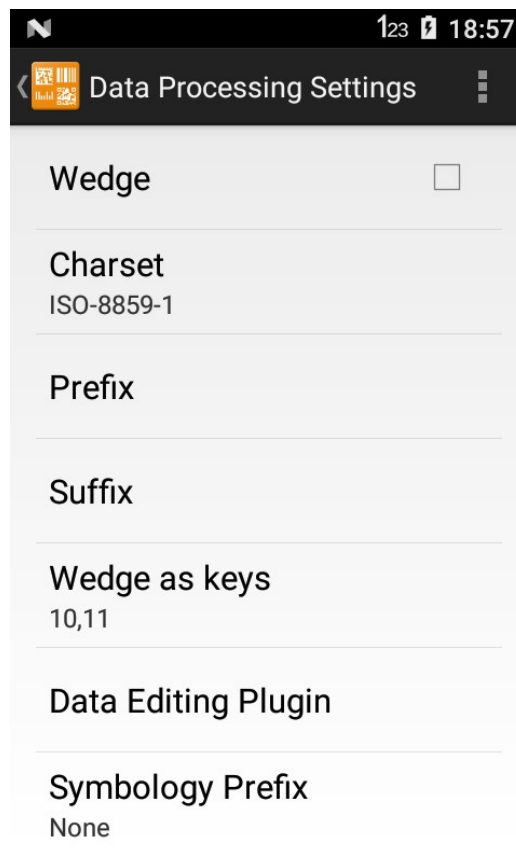 123 18:57
Data Processing Settings
Wedge
Charset
ISO-8859-1
Prefix
Suffix
Wedge as keys
10,11
Data Editing Plugin
Symbology Prefix
None